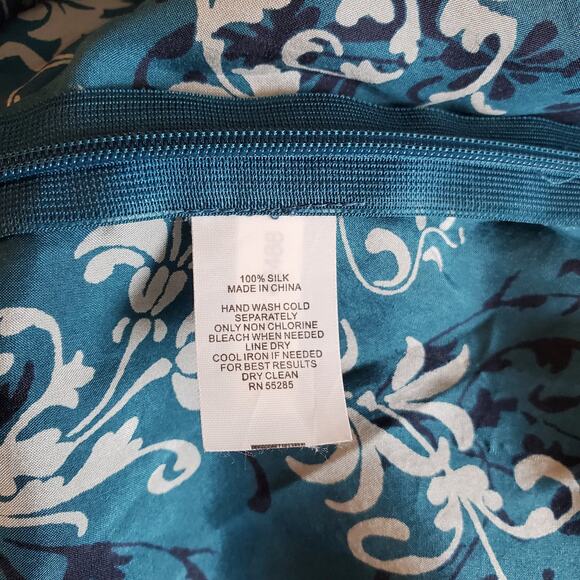 100% SILK
MADE IN CHINA
HAND WASH COLD
SEPARATELY
ONLY NON CHLORINE
BLEACH WHEN NEEDED
LINE DRY
COOL IRON IF NEEDED
FOR BEST RESULTS
DRY CLEAN
RN 55285